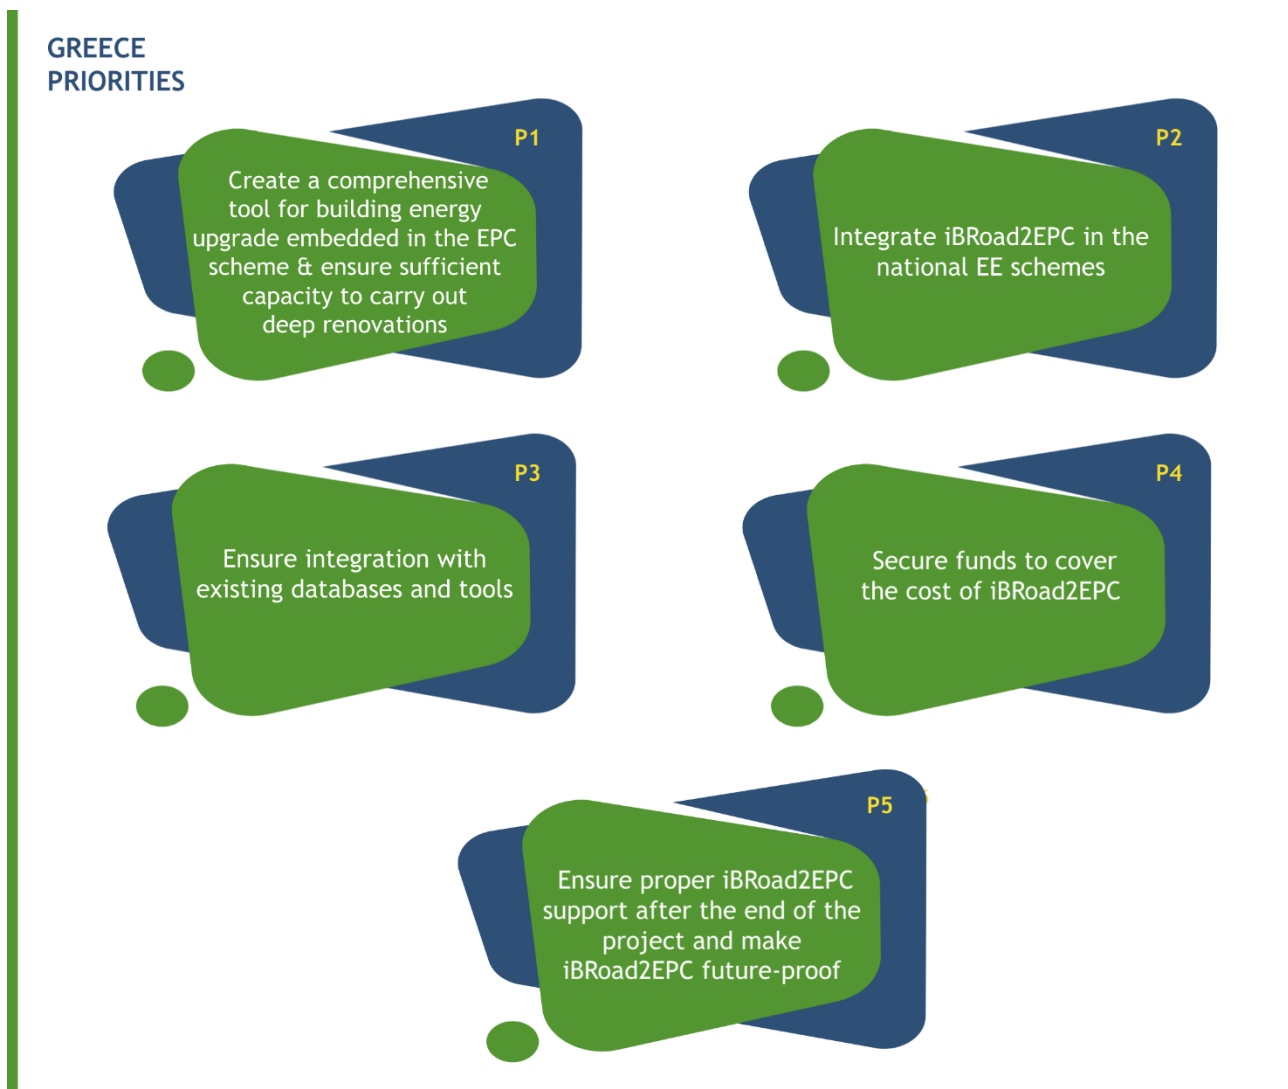 GREECE
PRIORITIES
P1
Create a comprehensive
tool for building energy
upgrade embedded in the EPC
scheme & ensure sufficient
capacity to carry out
deep renovations
P2
Integrate iBRoad2EPC in the
national EE schemes
P3
Ensure integration with
existing databases and tools
P4
Secure funds to cover
the cost of iBRoad2EPC
P5
Ensure proper iBRoad2EPC
support after the end of the
project and make
iBRoad2EPC future-proof